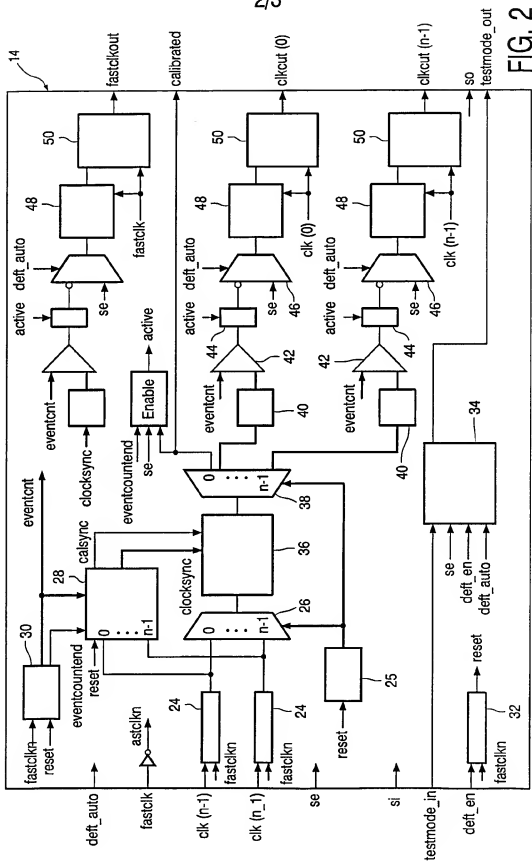 2/3
FIG. 2
14
fastclkout
calibrated
clkcut (0)
clkcut (n-1)
so
testmode_out
50
48
fastclk
deft_auto
se
active
eventcnt
clocksync
50
48
clk (0)
deft_auto
se
46
active
44
eventcnt
42
40
50
48
clk (n-1)
deft_auto
se
46
active
44
eventcnt
42
40
active
Enable
eventcountend
se
eventcnt
calsync
28
0
n-1
clocksync
36
0
n-1
38
0
n-1
26
30
fastclkn
reset
eventcountend
reset
24
fastclkn
24
fastclkn
25
reset
34
se
deft_en
deft_auto
reset
32
fastclkn
deft_auto
fastclk
astclkn
clk (n-1)
clk (n_1)
se
si
testmode_in
deft_en